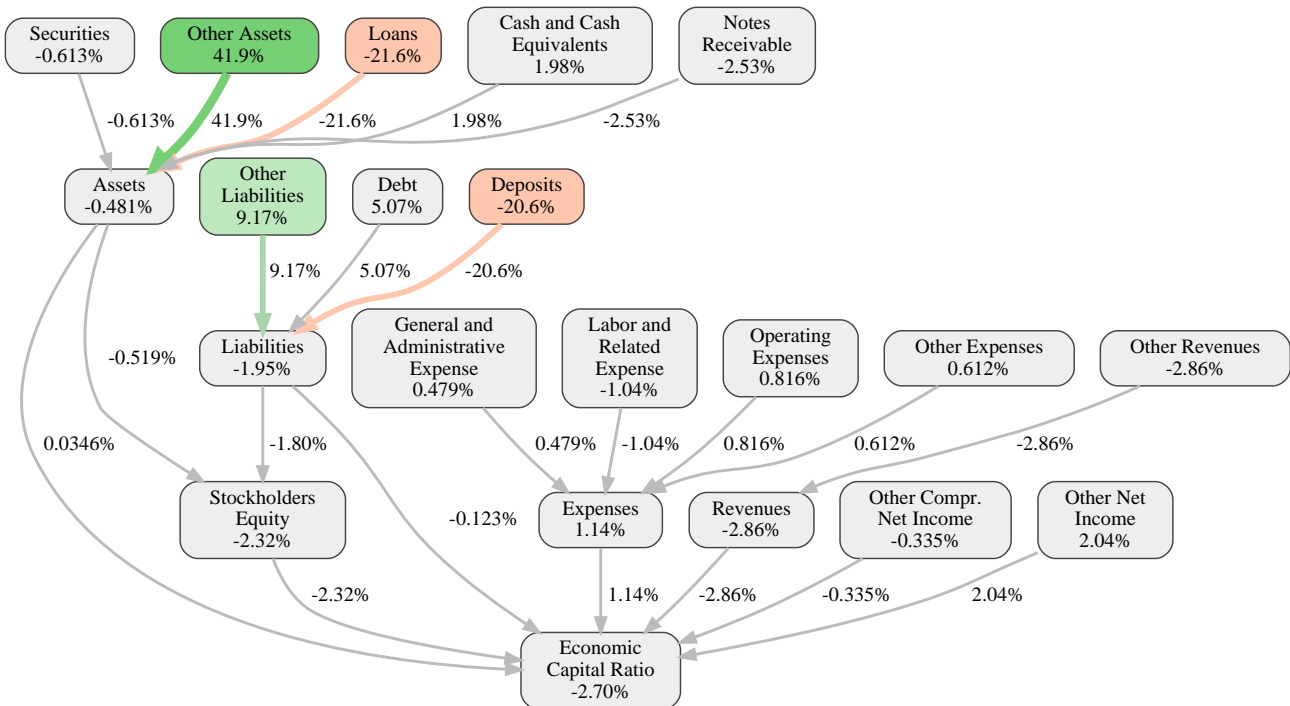 Securities
-0.613%
Other Assets
41.9%
Loans
-21.6%
Cash and Cash
Equivalents
1.98%
Notes
Receivable
-2.53%
-0.613%
41.9%
-21.6%
1.98%
-2.53%
Assets
-0.481%
Other
Liabilities
9.17%
Debt
5.07%
Deposits
-20.6%
9.17%
5.07%
-20.6%
Liabilities
-1.95%
General and
Administrative
Expense
0.479%
Labor and
Related
Expense
-1.04%
Operating
Expenses
0.816%
Other Expenses
0.612%
Other Revenues
-2.86%
-0.519%
0.0346%
-1.80%
0.479%
-1.04%
0.816%
0.612%
-2.86%
Stockholders
Equity
-2.32%
-0.123%
Expenses
1.14%
Revenues
-2.86%
Other Compr.
Net Income
-0.335%
Other Net
Income
2.04%
-2.32%
1.14%
-2.86%
-0.335%
2.04%
Economic
Capital Ratio
-2.70%